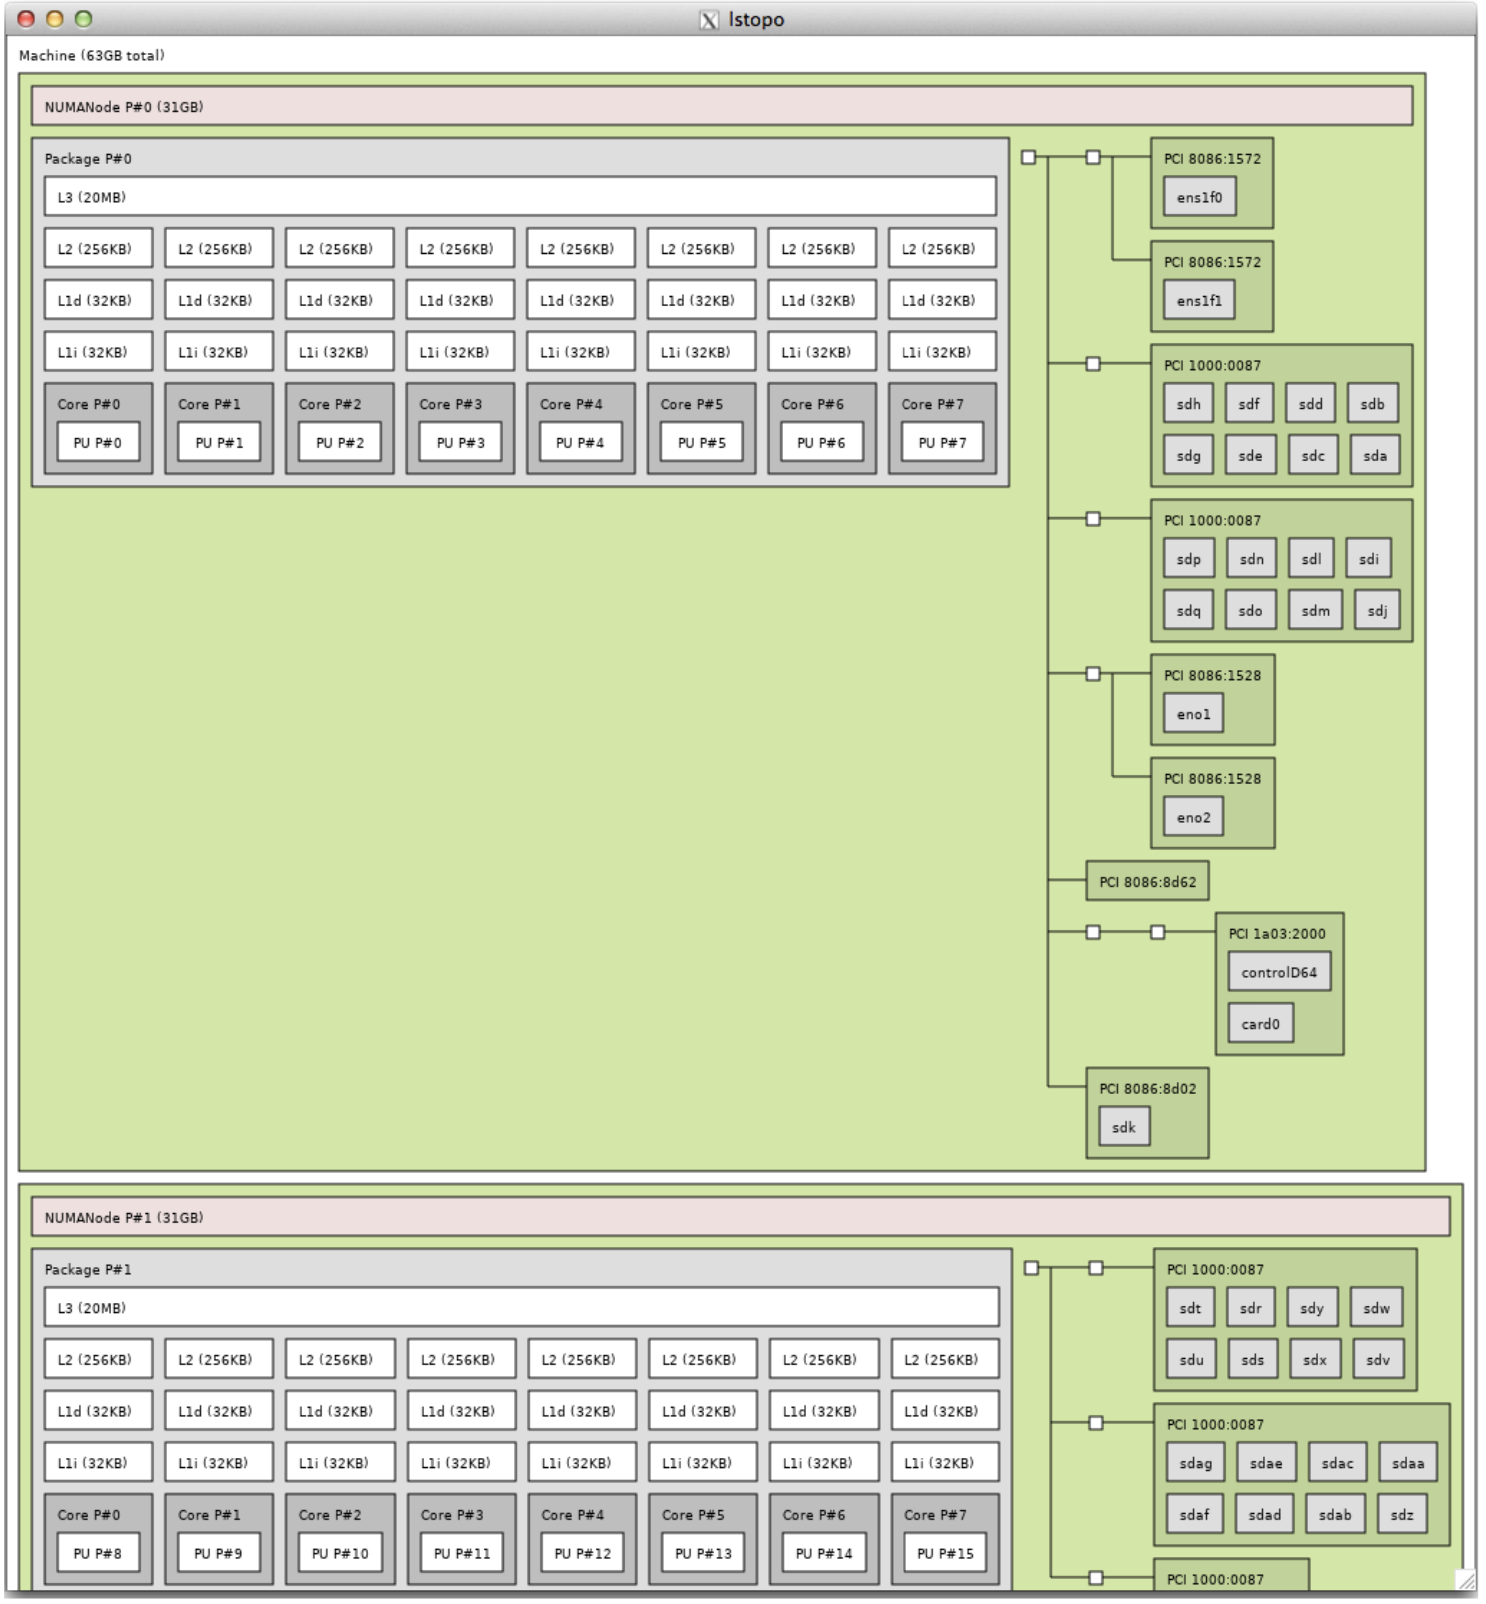 lstopo
Machine (63GB total)
NUMANode P#0 (31GB)
Package P#0
L3 (20MB)
L2 (256KB) L2 (256KB) L2 (256KB) L2 (256KB) L2 (256KB) L2 (256KB) L2 (256KB) L2 (256KB)
L1d (32KB) L1d (32KB) L1d (32KB) L1d (32KB) L1d (32KB) L1d (32KB) L1d (32KB) L1d (32KB)
L1i (32KB) L1i (32KB) L1i (32KB) L1i (32KB) L1i (32KB) L1i (32KB) L1i (32KB) L1i (32KB)
Core P#0 Core P#1 Core P#2 Core P#3 Core P#4 Core P#5 Core P#6 Core P#7
PU P#0 PU P#1 PU P#2 PU P#3 PU P#4 PU P#5 PU P#6 PU P#7
PCI 8086:1572
ens1f0
PCI 8086:1572
ens1f1
PCI 1000:0087
sdh sdf sdd sdb
sdg sde sdc sda
PCI 1000:0087
sdp sdn sdl sdi
sdq sdo sdm sdj
PCI 8086:1528
eno1
PCI 8086:1528
eno2
PCI 8086:8d62
PCI 1a03:2000
controlD64
card0
PCI 8086:8d02
sdk
NUMANode P#1 (31GB)
Package P#1
L3 (20MB)
L2 (256KB) L2 (256KB) L2 (256KB) L2 (256KB) L2 (256KB) L2 (256KB) L2 (256KB) L2 (256KB)
L1d (32KB) L1d (32KB) L1d (32KB) L1d (32KB) L1d (32KB) L1d (32KB) L1d (32KB) L1d (32KB)
L1i (32KB) L1i (32KB) L1i (32KB) L1i (32KB) L1i (32KB) L1i (32KB) L1i (32KB) L1i (32KB)
Core P#0 Core P#1 Core P#2 Core P#3 Core P#4 Core P#5 Core P#6 Core P#7
PU P#8 PU P#9 PU P#10 PU P#11 PU P#12 PU P#13 PU P#14 PU P#15
PCI 1000:0087
sdt sdr sdy sdw
sdu sds sdx sdv
PCI 1000:0087
sdag sdae sdac sdaa
sdaf sdad sdab sdz
PCI 1000:0087